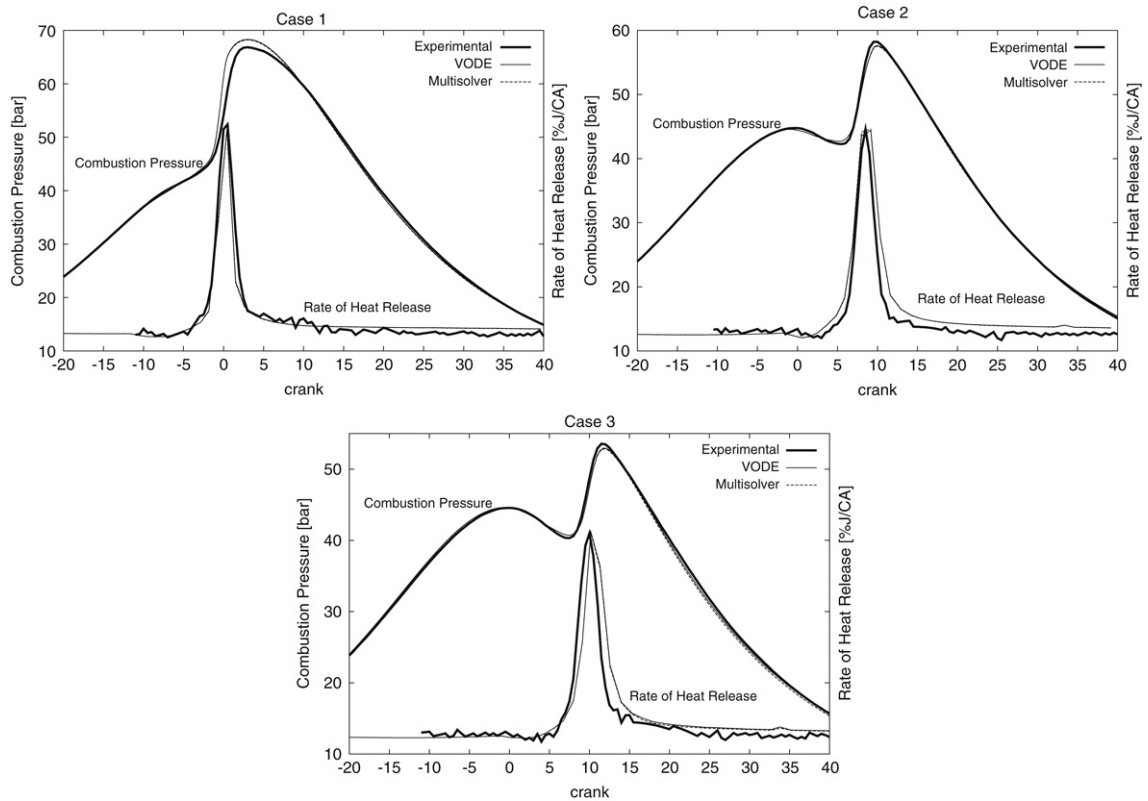 Case 1
Combustion Pressure [bar]
70
60
50
40
30
20
10
Experimental
VODE
Multisolver
Combustion Pressure
Rate of Heat Release
-20 -15 -10 -5 0 5 10 15 20 25 30 35 40
crank
Rate of Heat Release [%J/CA]
Case 2
Combustion Pressure [bar]
60
50
40
30
20
10
Experimental
VODE
Multisolver
Combustion Pressure
Rate of Heat Release
-20 -15 -10 -5 0 5 10 15 20 25 30 35 40
crank
Rate of Heat Release [%J/CA]
Case 3
Combustion Pressure [bar]
50
40
30
20
10
Experimental
VODE
Multisolver
Combustion Pressure
Rate of Heat Release
-20 -15 -10 -5 0 5 10 15 20 25 30 35 40
crank
Rate of Heat Release [%J/CA]